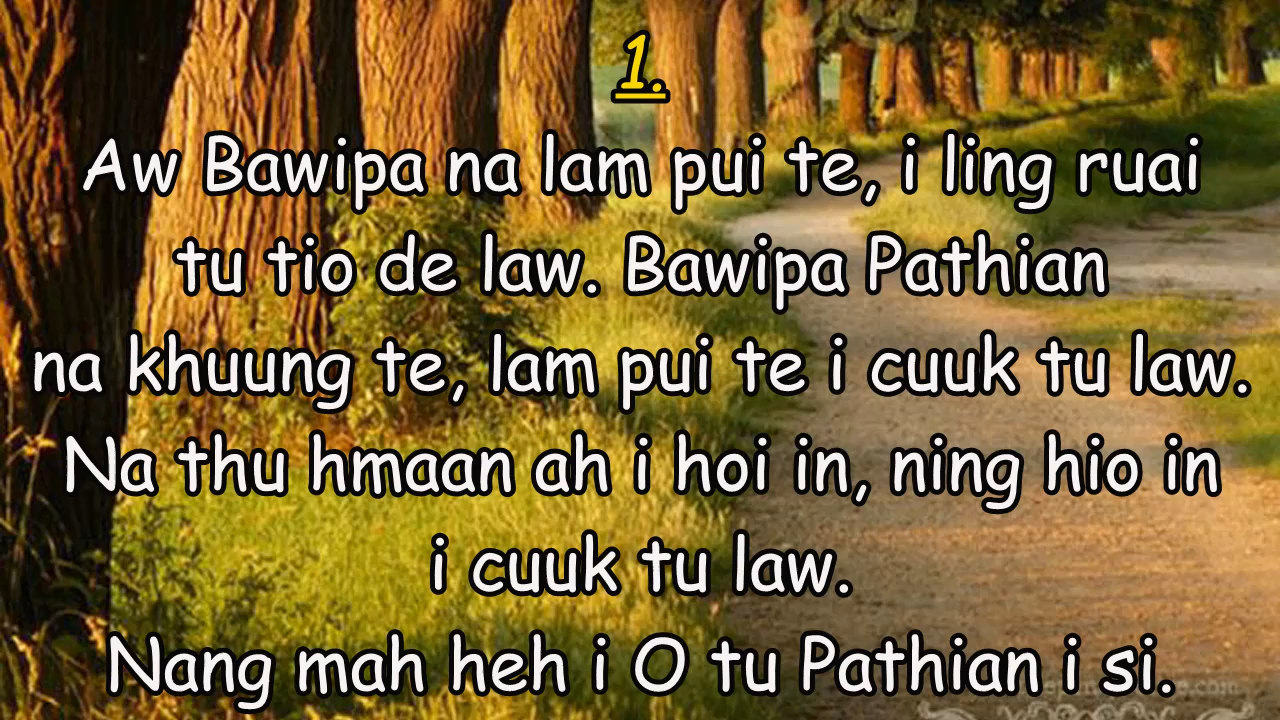 1.
Aw Bawipa na lam pui te, i ling ruai
tu tio de law. Bawipa Pathian
na khuung te, lam pui te i cuuk tu law.
Na thu hmaan ah i hoi in, ning hio in
i cuuk tu law.
Nang mah heh i O tu Pathian i si.